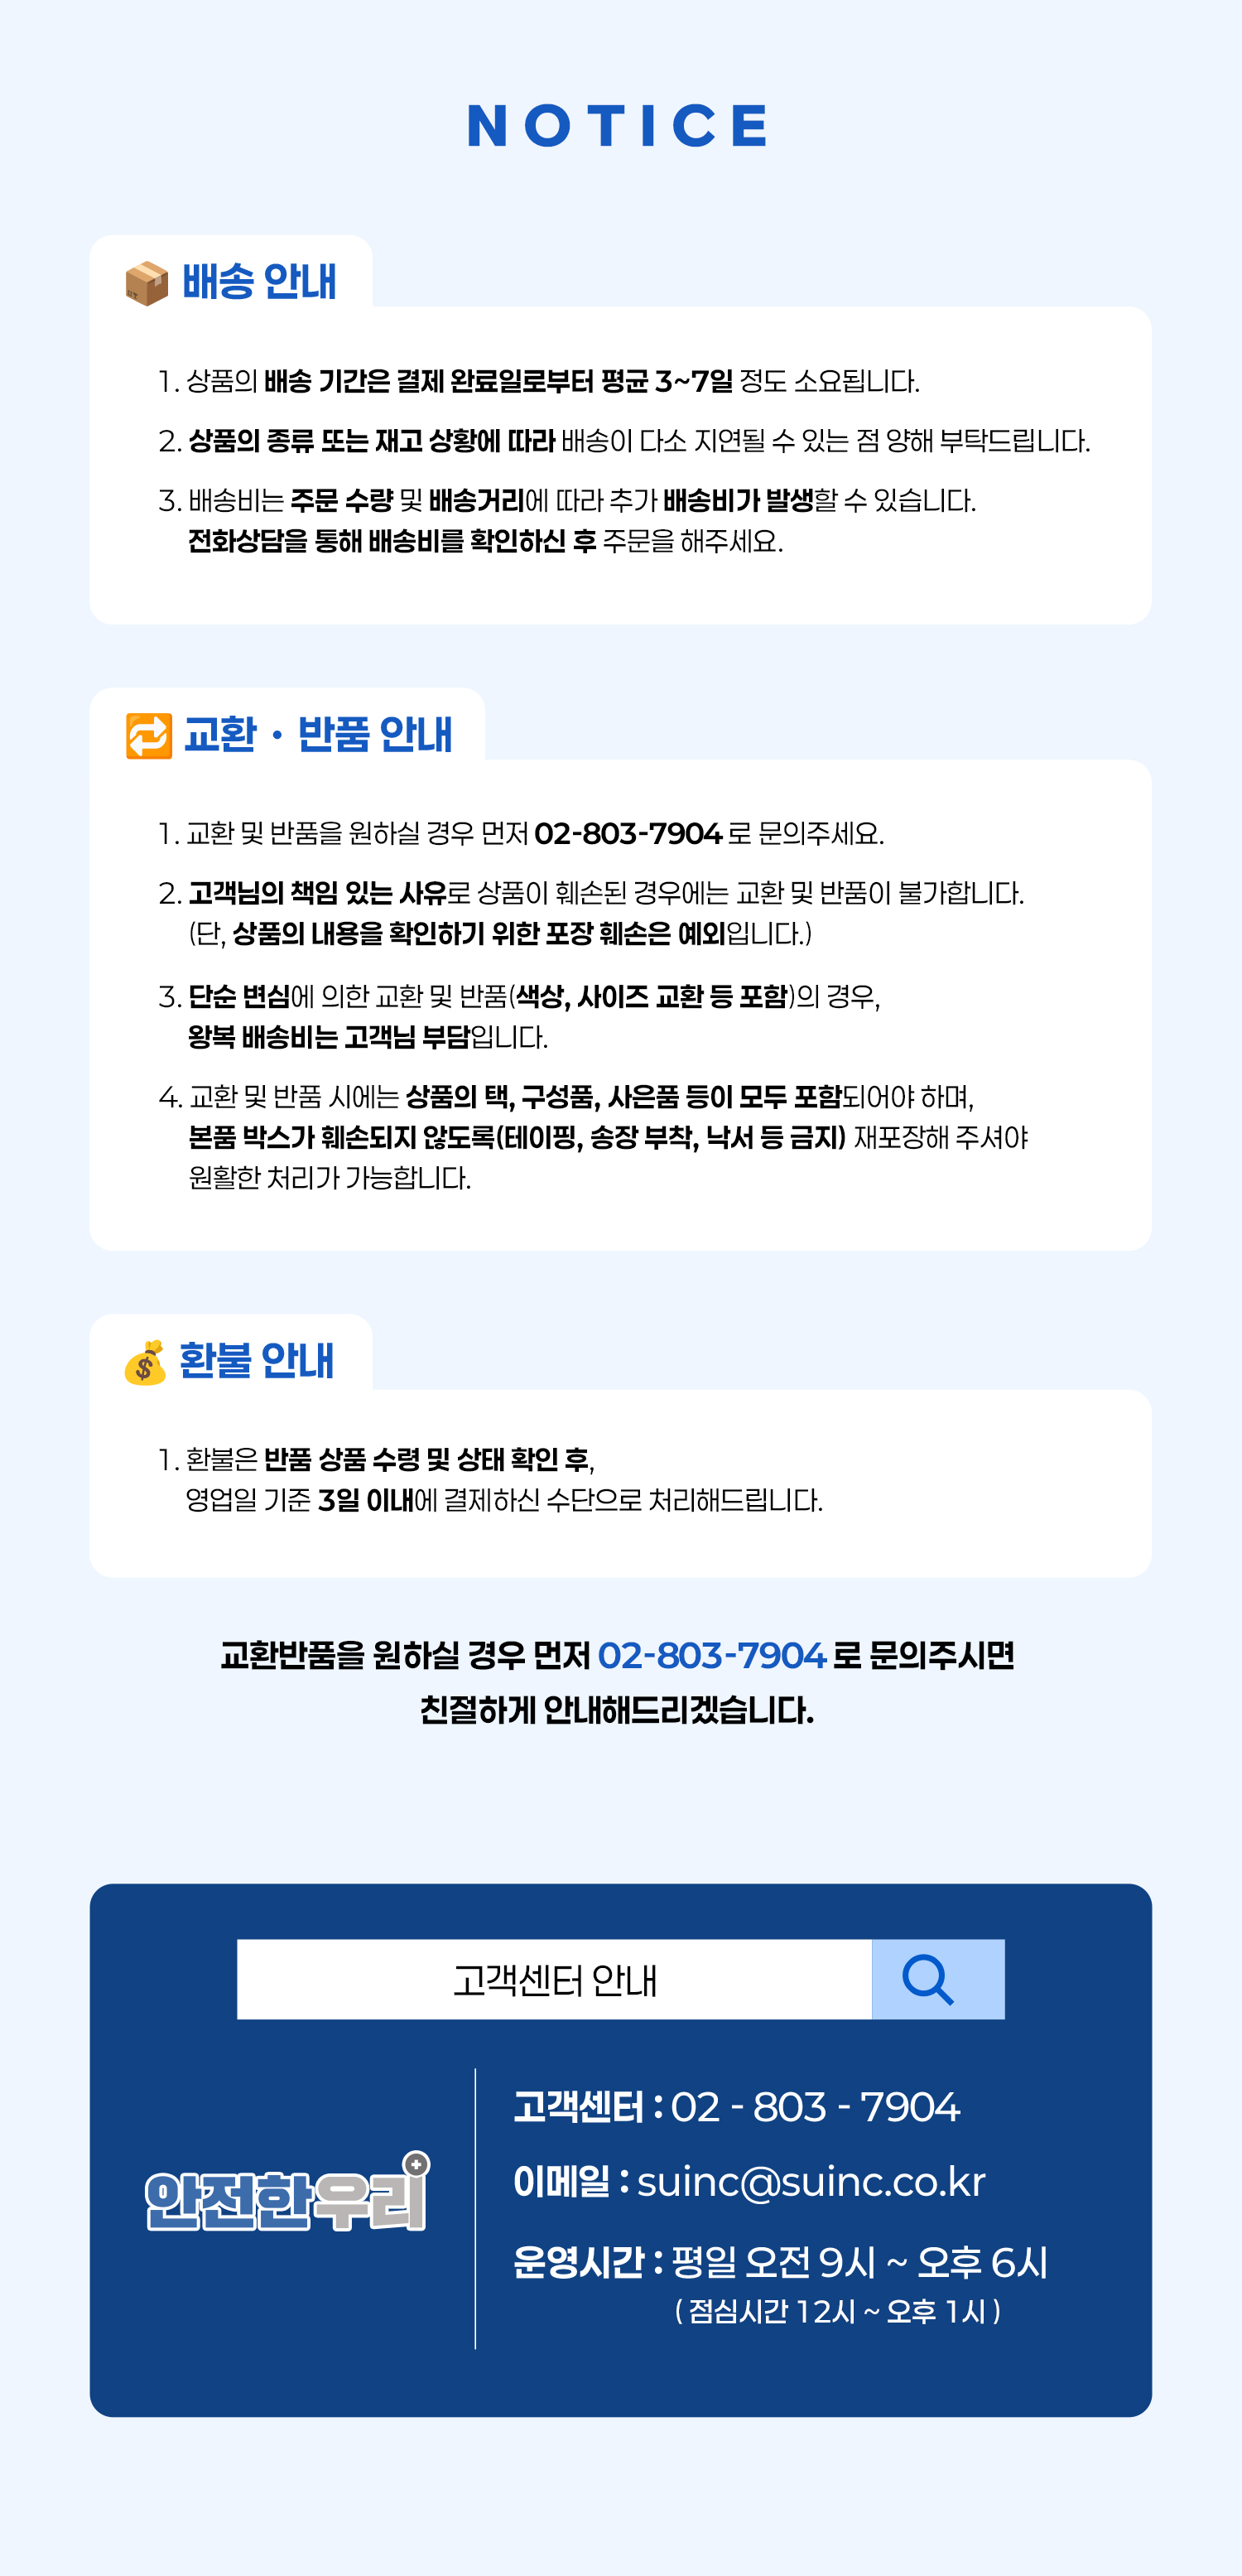 NOTICE
배송 안내
1. 상품의 배송 기간은 결제 완료일로부터 평균 3~7일 정도 소요됩니다.
2. 상품의 종류 또는 재고 상황에 따라 배송이 다소 지연될 수 있는 점 양해 부탁드립니다.
3. 배송비는 주문 수량 및 배송거리에 따라 추가 배송비가 발생할 수 있습니다.
전화상담을 통해 배송비를 확인하신 후 주문을 해주세요.
교환 · 반품 안내
1. 교환 및 반품을 원하실 경우 먼저 02-803-7904 로 문의주세요.
2. 고객님의 책임 있는 사유로 상품이 훼손된 경우에는 교환 및 반품이 불가합니다.
(단, 상품의 내용을 확인하기 위한 포장 훼손은 예외입니다.)
3. 단순 변심에 의한 교환 및 반품(색상, 사이즈 교환 등 포함)의 경우,
왕복 배송비는 고객님 부담입니다.
4. 교환 및 반품 시에는 상품의 택, 구성품, 사은품 등이 모두 포함되어야 하며,
본품 박스가 훼손되지 않도록(테이핑, 송장 부착, 낙서 등 금지) 재포장해 주셔야
원활한 처리가 가능합니다.
환불 안내
1. 환불은 반품 상품 수령 및 상태 확인 후,
영업일 기준 3일 이내에 결제하신 수단으로 처리해드립니다.
교환반품을 원하실 경우 먼저 02-803-7904 로 문의주시면
친절하게 안내해드리겠습니다.
고객센터 안내
안전한우리
고객센터 : 02 - 803 - 7904
이메일 : suinc@suinc.co.kr
운영시간 : 평일 오전 9시 ~ 오후 6시
( 점심시간 12시 ~ 오후 1시 )